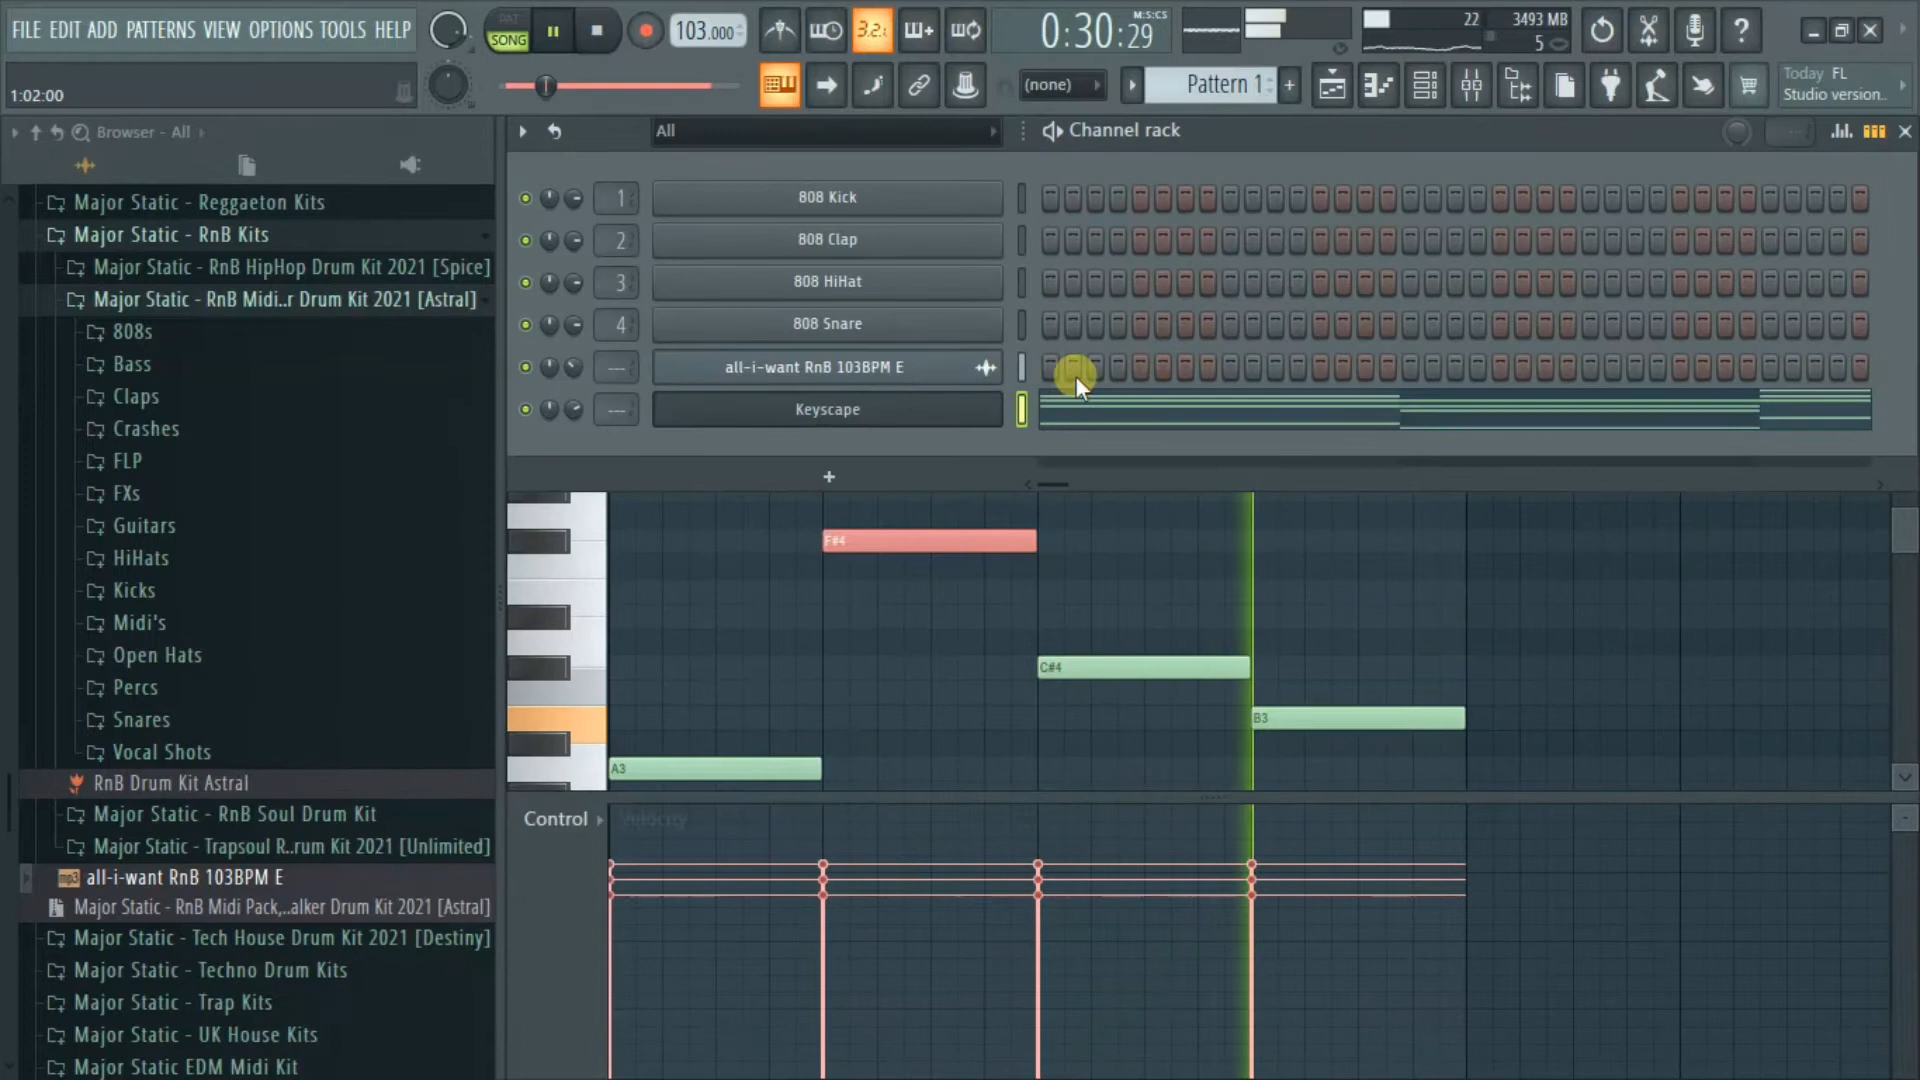 FILE EDIT ADD PATTERNS VIEW OPTIONS TOOLS HELP
PAT
SONG
103.000
3.2.
0:30:29
M:S:CS
22
3493 MB
5
1:02:00
(none)
Pattern 1
+
Today FL
Studio version..
Browser - All
All
Channel rack
Major Static - Reggaeton Kits
Major Static - RnB Kits
Major Static - RnB HipHop Drum Kit 2021 [Spice]
Major Static - RnB Midi..r Drum Kit 2021 [Astral]
808s
Bass
Claps
Crashes
FLP
FXs
Guitars
HiHats
Kicks
Midi's
Open Hats
Percs
Snares
Vocal Shots
RnB Drum Kit Astral
Major Static - RnB Soul Drum Kit
Major Static - Trapsoul R..rum Kit 2021 [Unlimited]
mp3 all-i-want RnB 103BPM E
Major Static - RnB Midi Pack,...alker Drum Kit 2021 [Astral]
Major Static - Tech House Drum Kit 2021 [Destiny]
Major Static - Techno Drum Kits
Major Static - Trap Kits
Major Static - UK House Kits
Major Static EDM Midi Kit
1 808 Kick
2 808 Clap
3 808 HiHat
4 808 Snare
--- all-i-want RnB 103BPM E
--- Keyscape
+
F#4
C#4
B3
A3
Control
Velocity